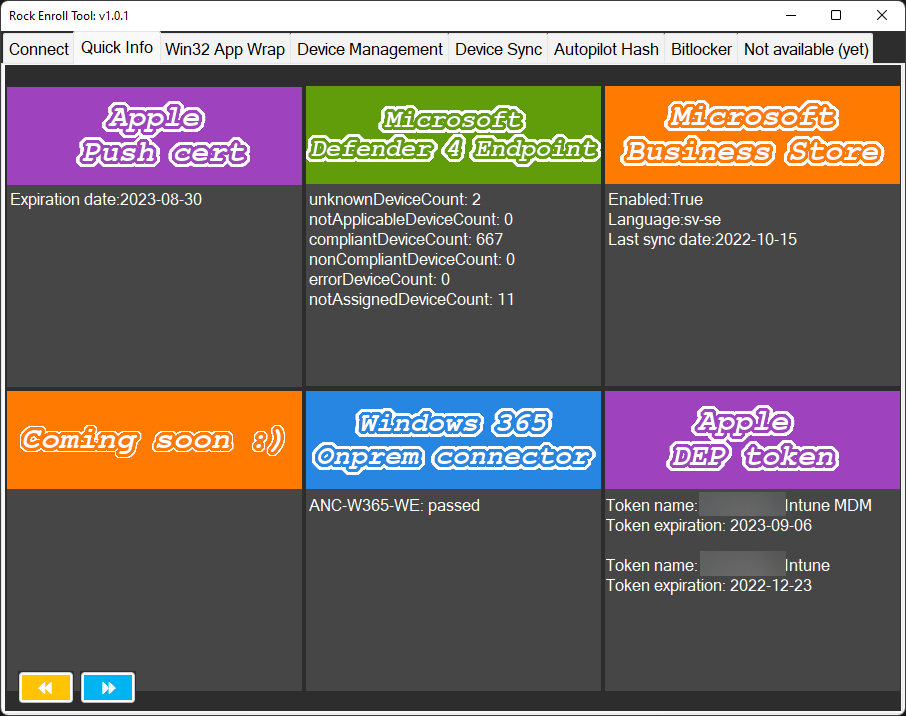 Rock Enroll Tool: v1.0.1
Connect Quick Info Win32 App Wrap Device Management Device Sync Autopilot Hash Bitlocker Not available (yet)
Apple
Push cert
Expiration date:2023-08-30
Microsoft
Defender 4 Endpoint
unknownDeviceCount: 2
notApplicableDeviceCount: 0
compliantDeviceCount: 667
nonCompliantDeviceCount: 0
errorDeviceCount: 0
notAssignedDeviceCount: 11
Microsoft
Business Store
Enabled:True
Language:sv-se
Last sync date:2022-10-15
Coming soon :)
Windows 365
Onprem connector
ANC-W365-WE: passed
Apple
DEP token
Token name: Intune MDM
Token expiration: 2023-09-06
Token name: Intune
Token expiration: 2022-12-23